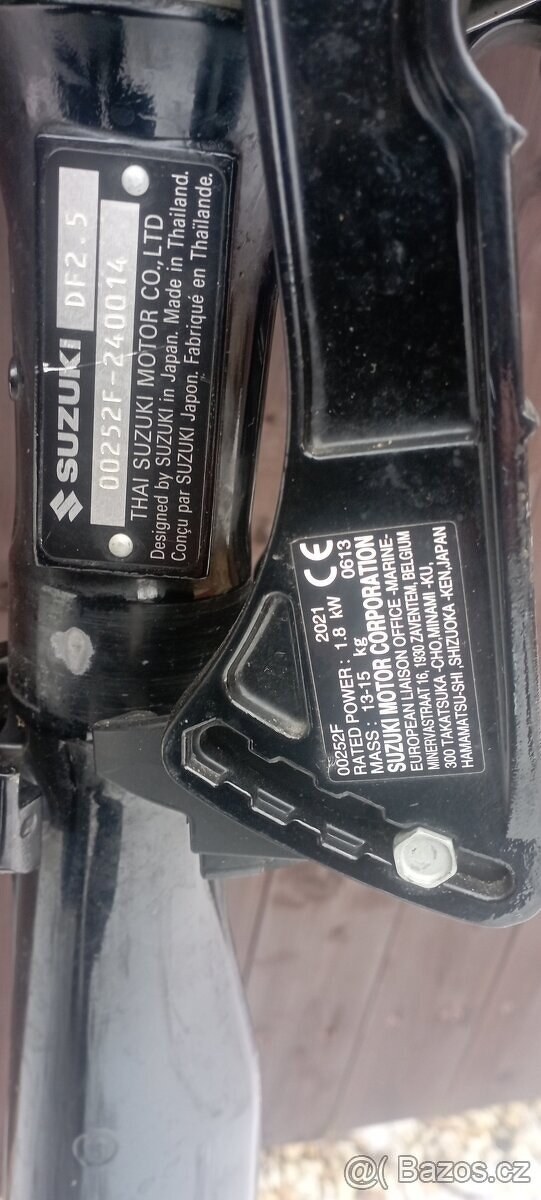 SUZUKI DF2.5
00252F-240014
THAI SUZUKI MOTOR CO.,LTD
Designed by SUZUKI in Japan. Made in Thailand.
Conçu par SUZUKI Japon. Fabriqué en Thaïlande.
00252F 2021 CE
RATED POWER: 1.8 kW 0613
MASS : 13-15 kg
SUZUKI MOTOR CORPORATION
EUROPEAN LIAISON OFFICE -MARINE-
MINERVASTRAAT 16, 1930 ZAVENTEM, BELGIUM
300 TAKATSUKA -CHO,MINAMI -KU,
HAMAMATSU-SHI ,SHIZUOKA -KEN,JAPAN
Bazos.cz